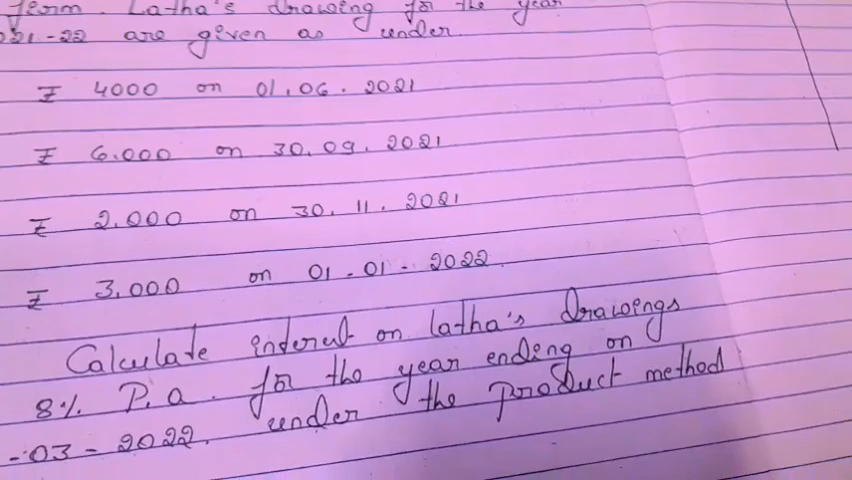 Latha's drawing for the year
21-22 are given as under.
₹ 4000 on 01.06.2021
₹ 6.000 on 30.09.2021
₹ 2.000 on 30.11.2021
₹ 3.000 on 01-01-2022
Calculate on latha's drawings
8% P.a. for the year ending on
-03-2022. under the product method